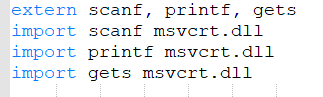 extern scanf, printf, gets
import scanf msvcrt.dll
import printf msvcrt.dll
import gets msvcrt.dll